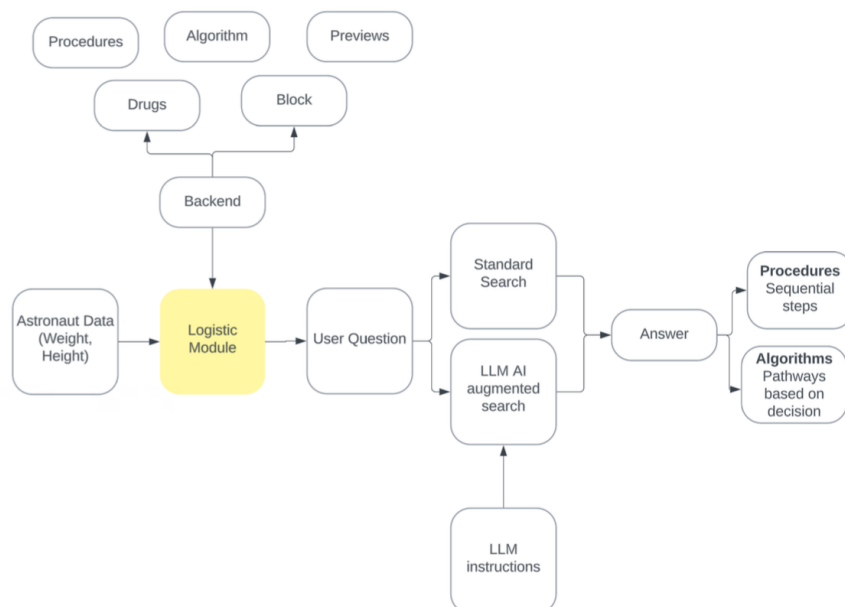 Procedures
Algorithm
Previews
Drugs
Block
Backend
Astronaut Data
(Weight,
Height)
Logistic
Module
User Question
Standard
Search
LLM AI
augmented
search
LLM
instructions
Answer
Procedures
Sequential
steps
Algorithms
Pathways
based on
decision